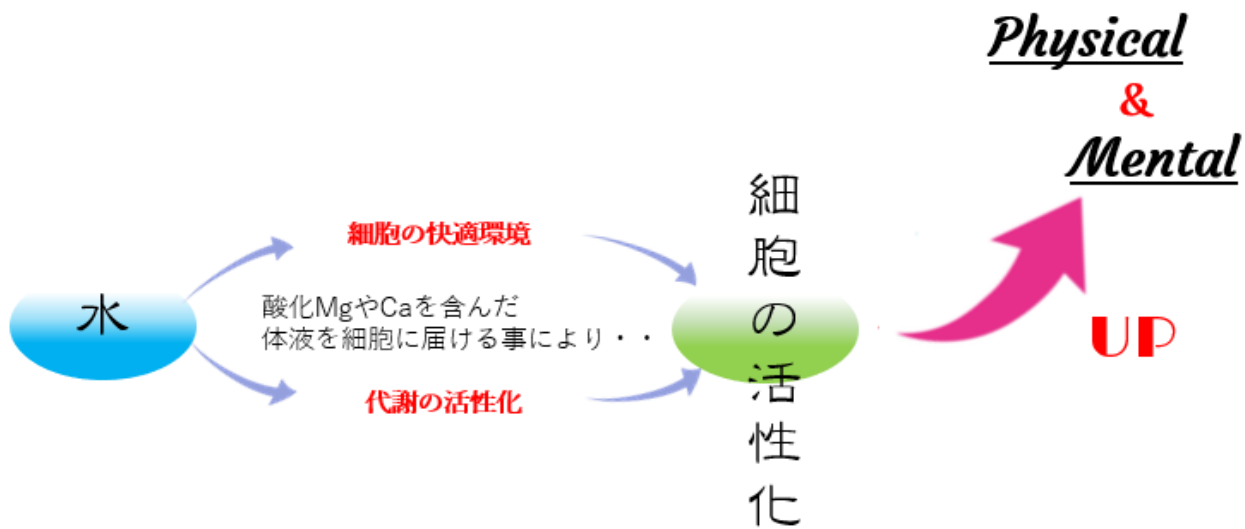 Physical
&
Mental
水
細胞の快適環境
酸化MgやCaを含んだ
体液を細胞に届ける事により・・
代謝の活性化
細胞の活性化
UP